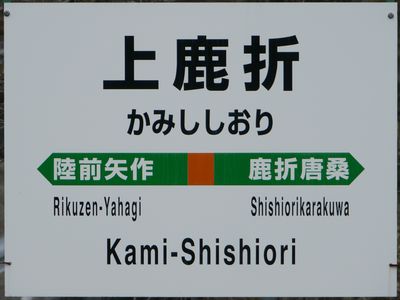 上鹿折
かみししおり
陸前矢作 鹿折唐桑
Rikuzen-Yahagi Shishiorikarakuwa
Kami-Shishiori